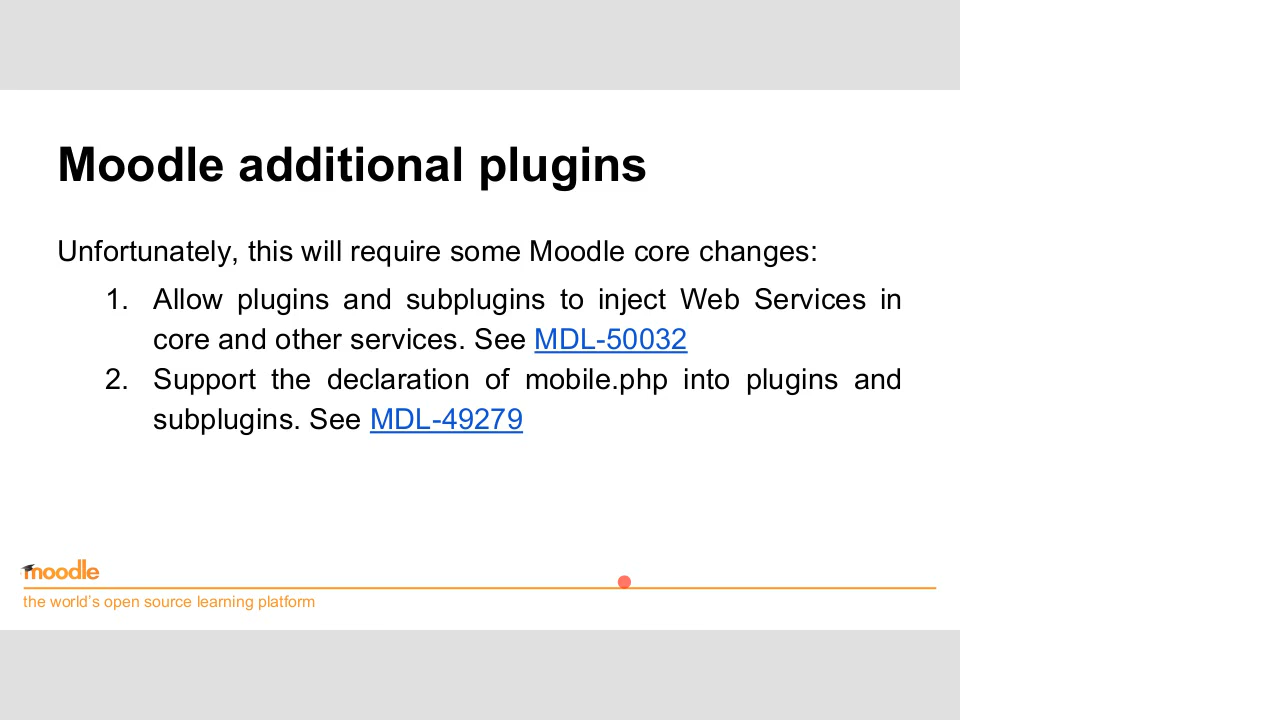 Moodle additional plugins
Unfortunately, this will require some Moodle core changes:
1. Allow plugins and subplugins to inject Web Services in
core and other services. See MDL-50032
2. Support the declaration of mobile.php into plugins and
subplugins. See MDL-49279
moodle
the world's open source learning platform